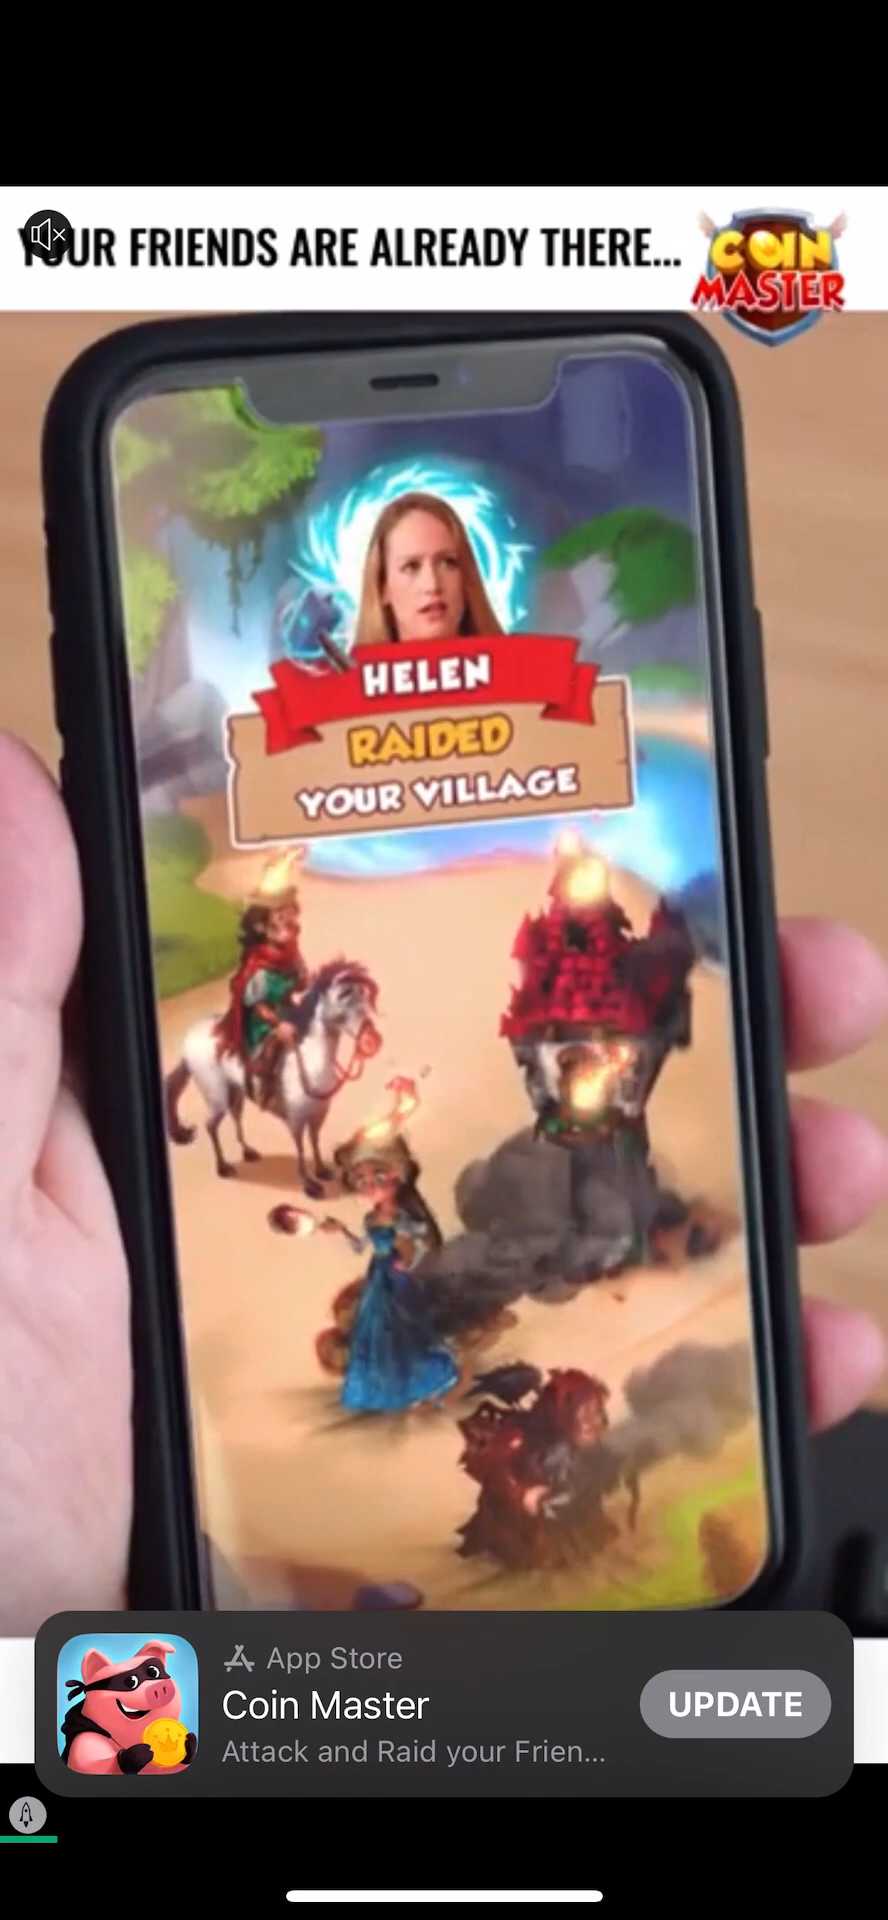 YOUR FRIENDS ARE ALREADY THERE...
COIN
MASTER
HELEN
RAIDED
YOUR VILLAGE
App Store
Coin Master
Attack and Raid your Frien...
UPDATE